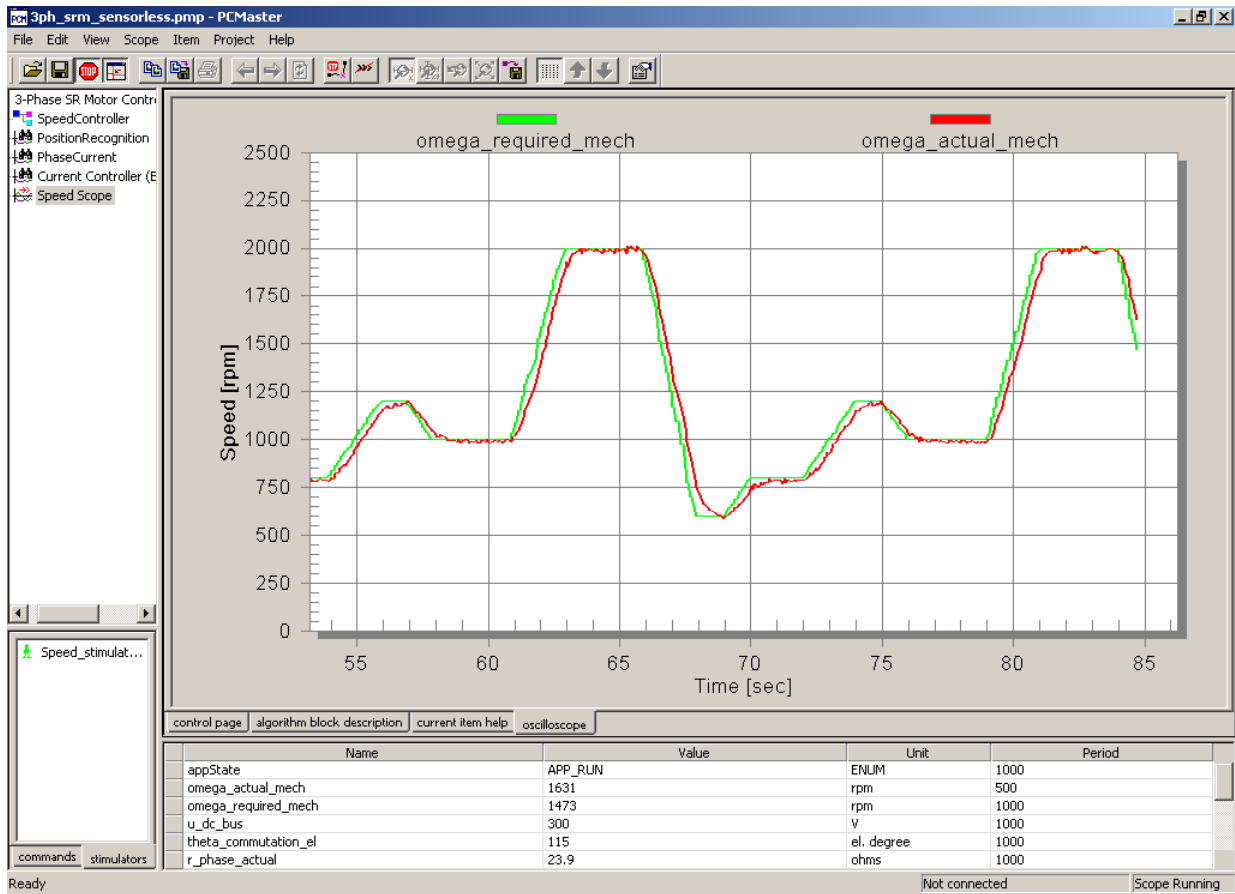 3ph_srm_sensorless.pmp - PCMaster
File Edit View Scope Item Project Help
3-Phase SR Motor Contr
SpeedController
PositionRecognition
PhaseCurrent
Current Controller (E
Speed Scope
omega_required_mech omega_actual_mech
2500
2250
2000
1750
1500
1250
1000
750
500
250
0
Speed [rpm]
55 60 65 70 75 80 85
Time [sec]
Speed_stimulat...
commands stimulators
control page algorithm block description current item help oscilloscope
Name Value Unit Period
appState APP_RUN ENUM 1000
omega_actual_mech 1631 rpm 500
omega_required_mech 1473 rpm 1000
u_dc_bus 300 V 1000
theta_commutation_el 115 el. degree 1000
r_phase_actual 23.9 ohms 1000
Ready Not connected Scope Running